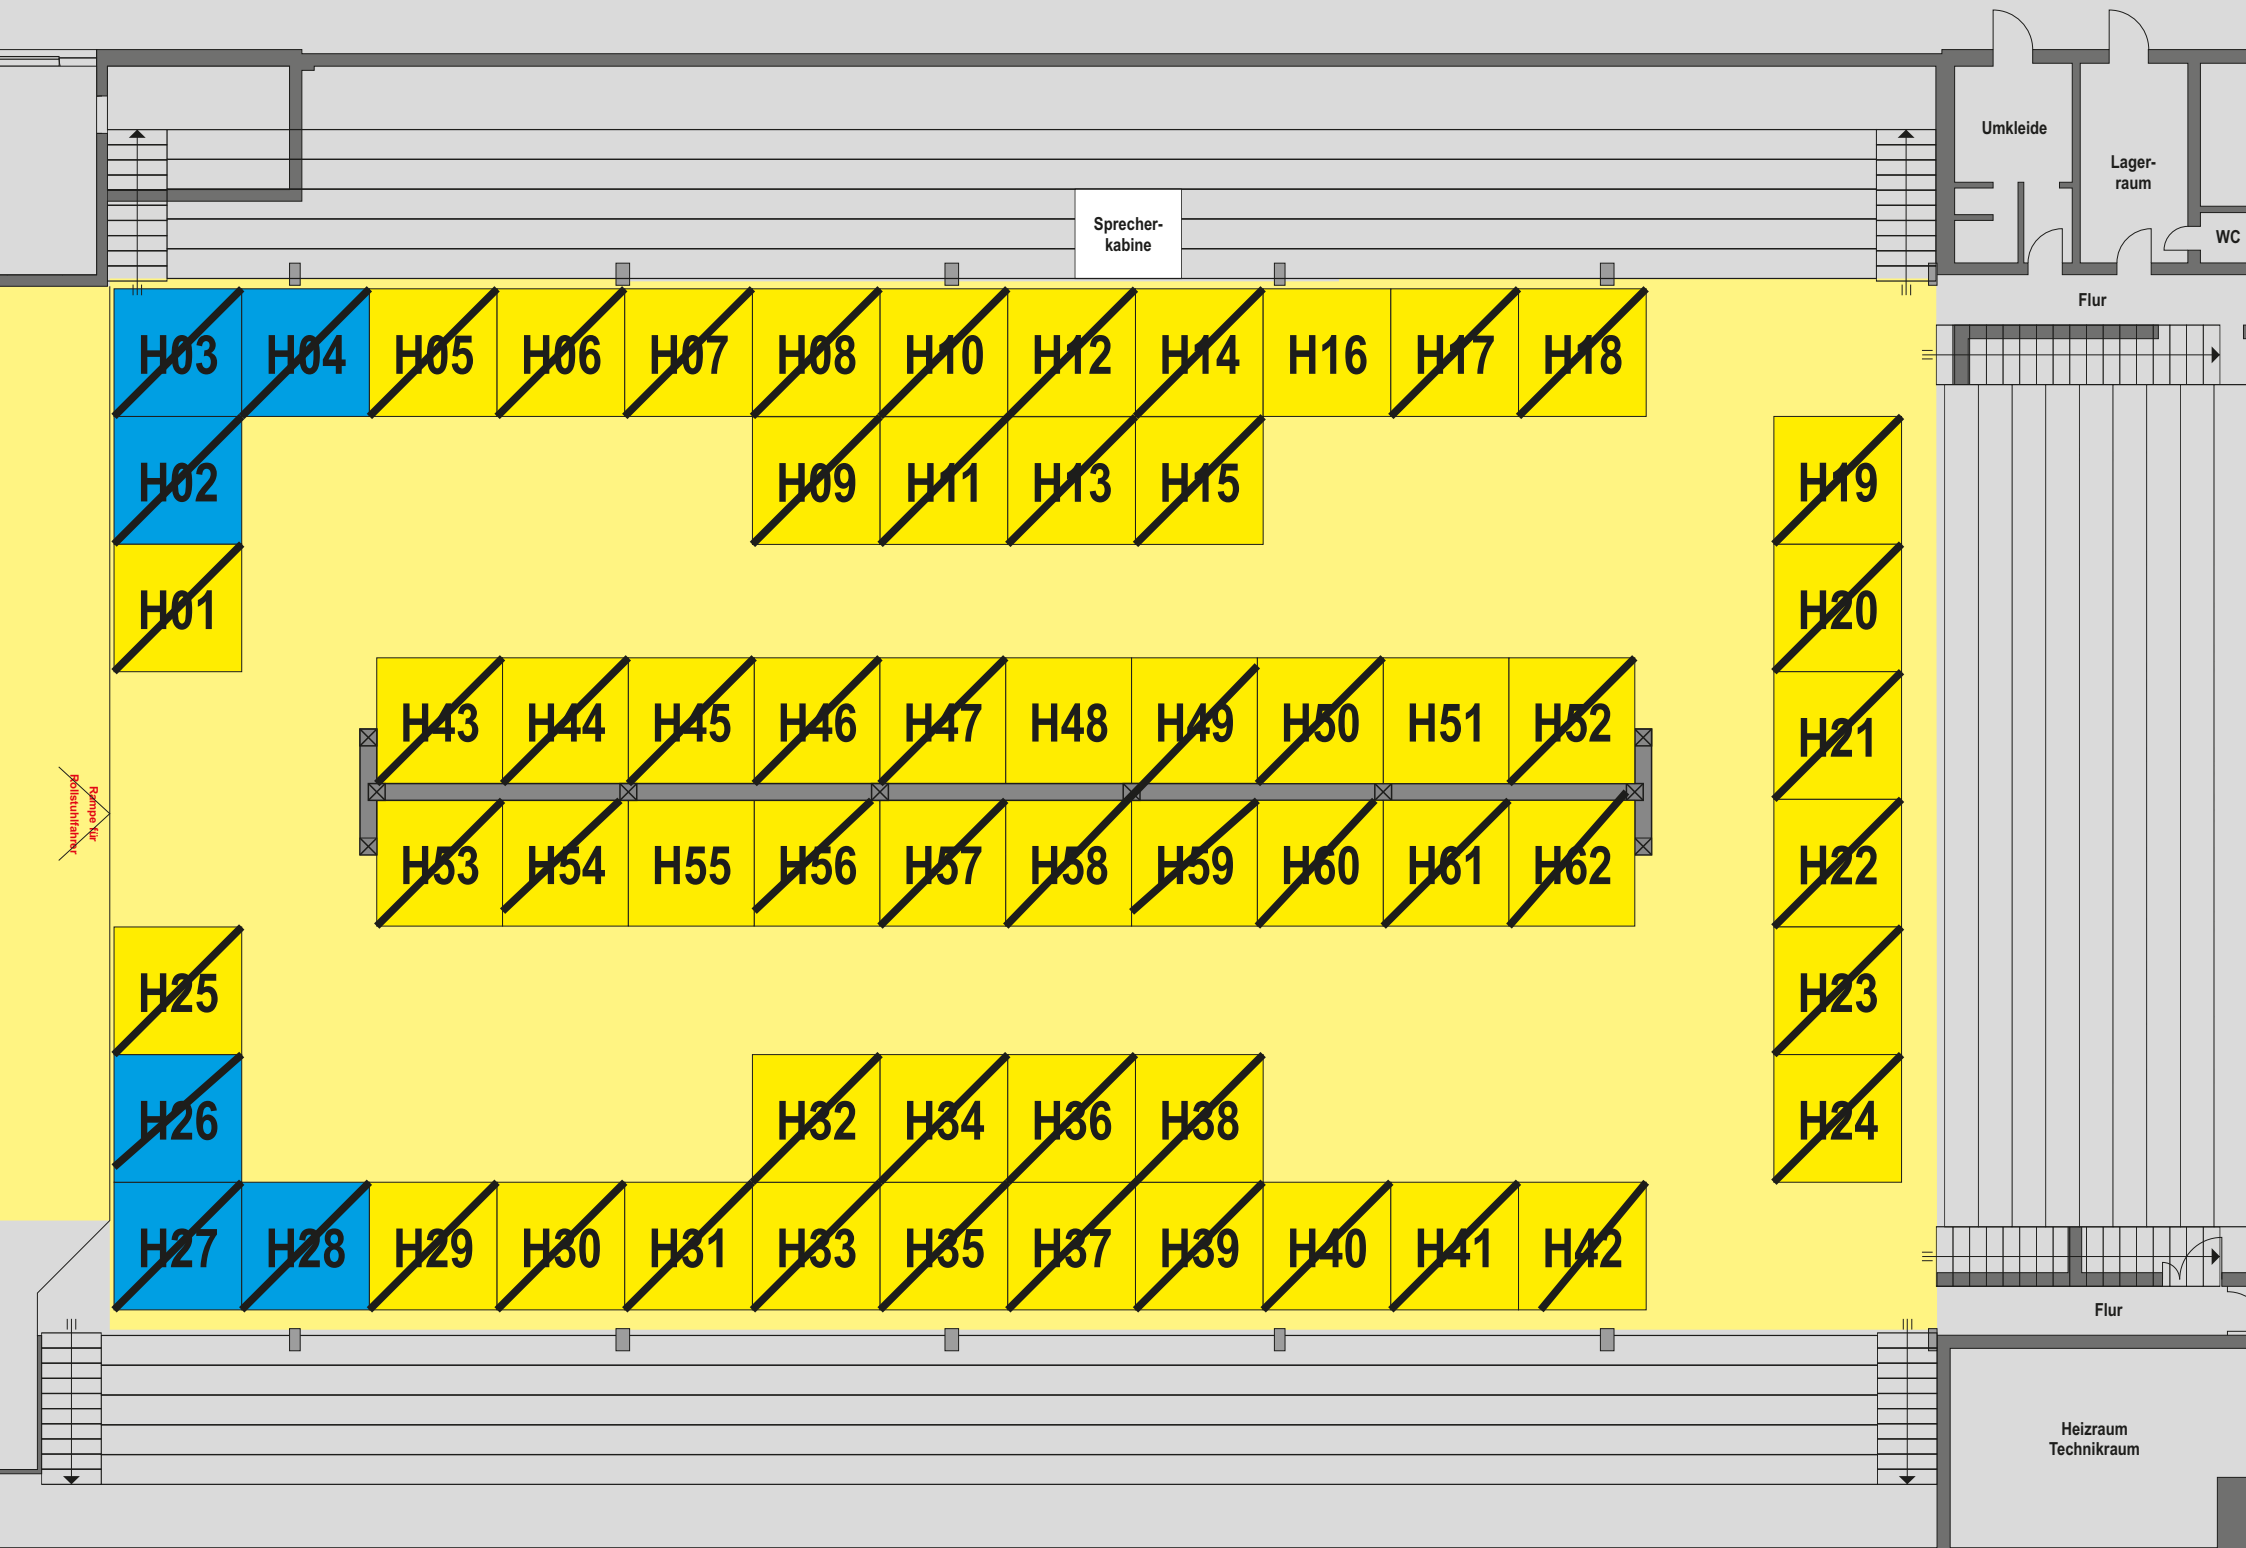 Umkleide
Lager-
raum
Sprecher-
kabine
WC
Flur
H03 H04 H05 H06 H07 H08 H10 H12 H14 H16 H17 H18
H02 H09 H11 H13 H15 H19
H01 H20
H43 H44 H45 H46 H47 H48 H49 H50 H51 H52 H21
Rampe für
Rollstuhlfahrer
H53 H54 H55 H56 H57 H58 H59 H60 H61 H62 H22
H25 H23
H26 H32 H34 H36 H38 H24
H27 H28 H29 H30 H31 H33 H35 H37 H39 H40 H41 H42
Flur
Heizraum
Technikraum